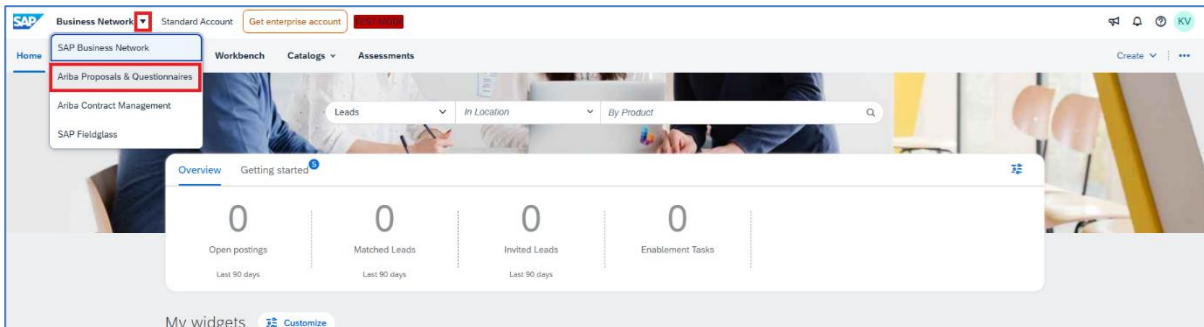 SAP Business Network Standard Account Get enterprise account TEST MODE KV
Home Workbench Catalogs Assessments Create
SAP Business Network
Ariba Proposals & Questionnaires
Ariba Contract Management
SAP Fieldglass
Leads In Location By Product
Overview Getting started 5
0 0 0 0
Open postings Matched Leads Invited Leads Enablement Tasks
Last 90 days Last 90 days Last 90 days
My widgets Customize